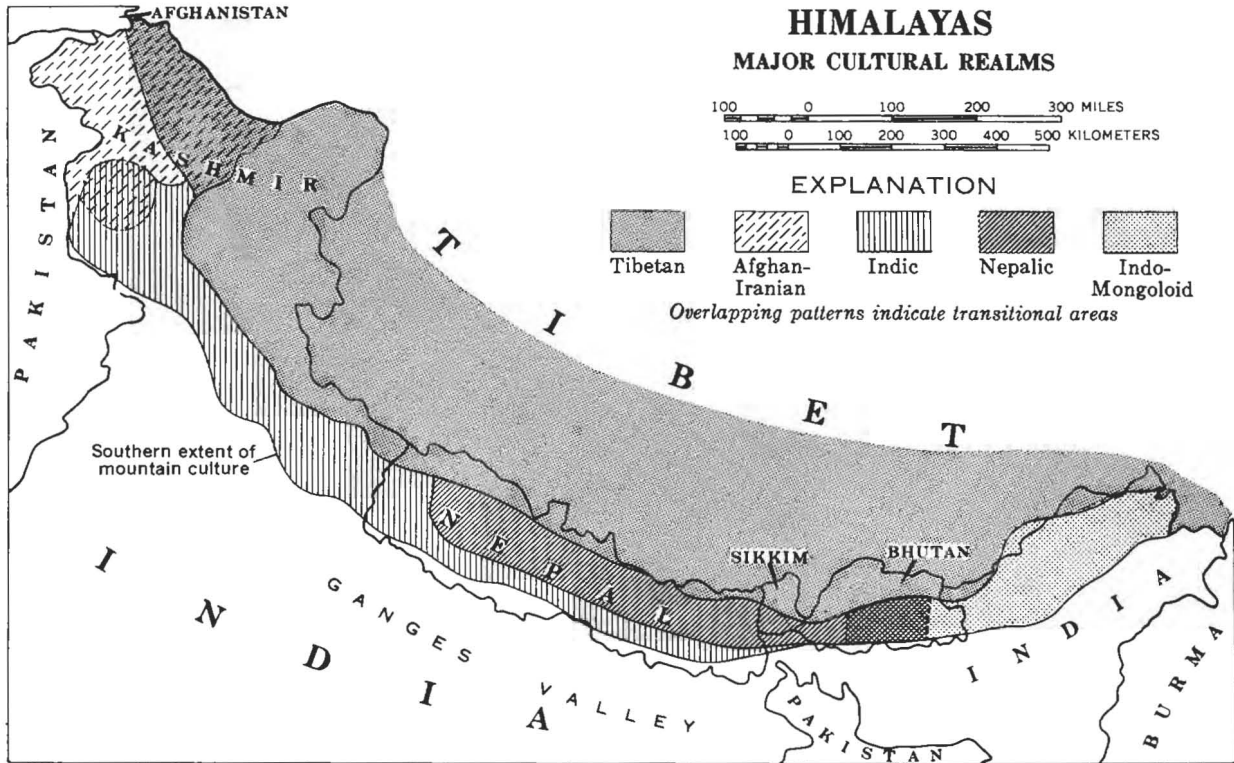 HIMALAYAS
MAJOR CULTURAL REALMS
100 0 100 200 300 MILES
100 0 100 200 300 400 500 KILOMETERS
EXPLANATION
Tibetan
Afghan-
Iranian
Indic
Nepalic
Indo-
Mongoloid
Overlapping patterns indicate transitional areas
AFGHANISTAN
PAKISTAN
KASHMIR
TIBET
Southern extent of
mountain culture
NEPAL
SIKKIM
BHUTAN
INDIA
GANGES VALLEY
INDIA
PAKISTAN
BURMA